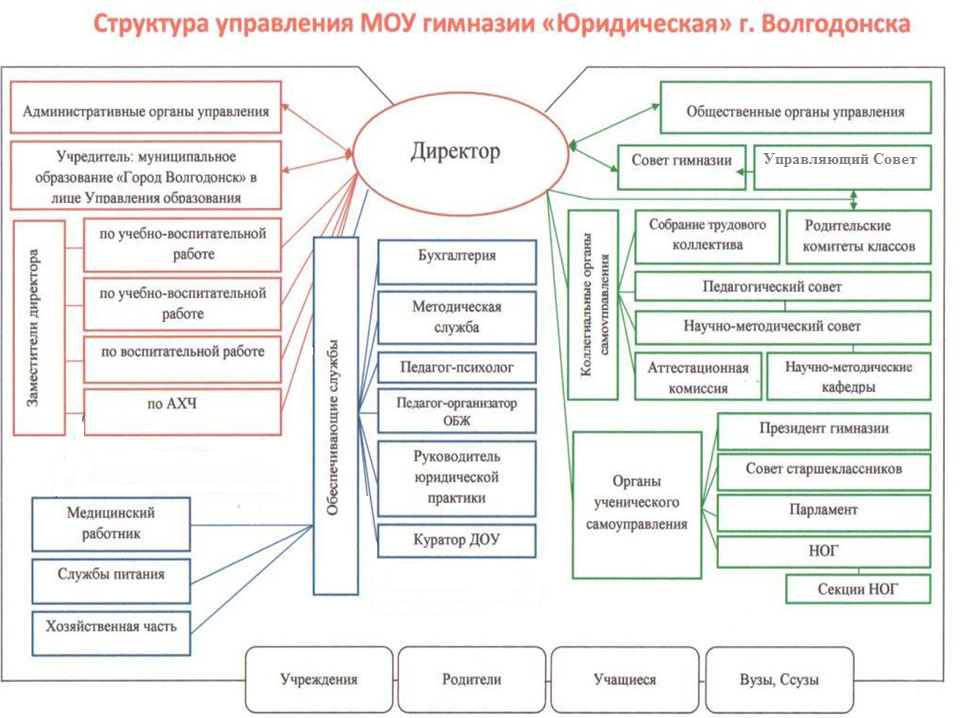 Структура управления МОУ гимназии «Юридическая» г. Волгодонска
Административные органы управления
Учредитель: муниципальное
образование «Город Волгодонск» в
лице Управления образования
Заместители директора
по учебно-воспитательной
работе
по учебно-воспитательной
работе
по воспитательной работе
по АХЧ
Директор
Общественные органы управления
Совет гимназии
Управляющий Совет
Обеспечивающие службы
Бухгалтерия
Методическая
служба
Педагог-психолог
Педагог-организатор
ОБЖ
Руководитель
юридической
практики
Куратор ДОУ
Медицинский
работник
Службы питания
Хозяйственная часть
Коллегиальные органы
самоуправления
Собрание трудового
коллектива
Родительские
комитеты классов
Педагогический совет
Научно-методический совет
Аттестационная
комиссия
Научно-методические
кафедры
Органы
ученического
самоуправления
Президент гимназии
Совет старшеклассников
Парламент
НОГ
Секции НОГ
Учреждения
Родители
Учащиеся
Вузы, Ссузы